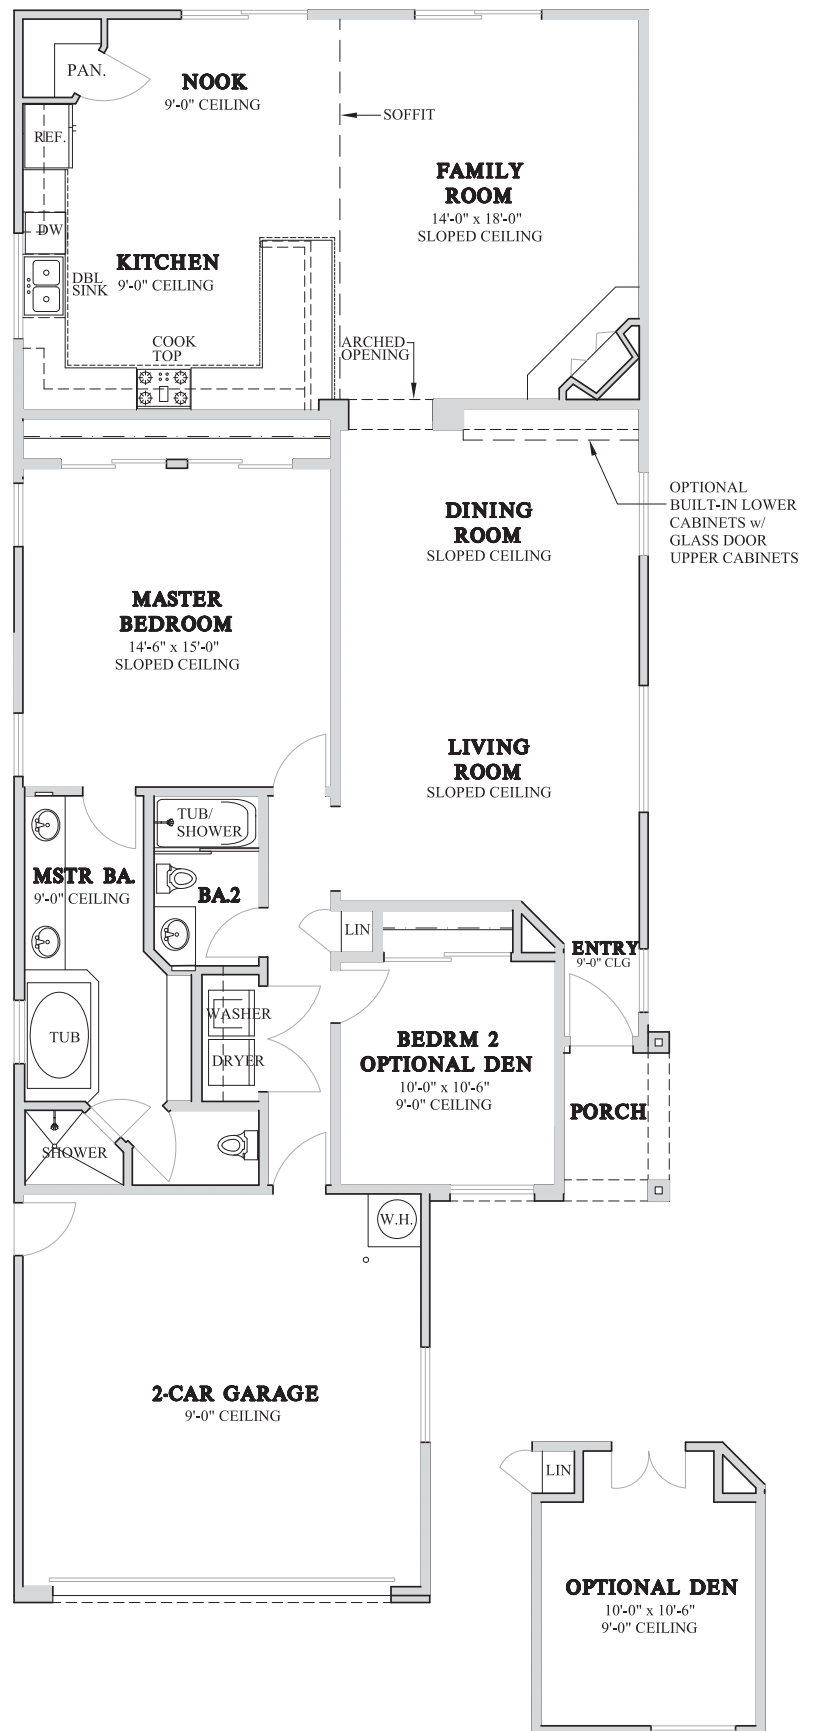 PAN.
NOOK
9'-0" CEILING
SOFFIT
REF.
FAMILY
ROOM
14'-0" x 18'-0"
SLOPED CEILING
DW
KITCHEN
9'-0" CEILING
DBL
SINK
COOK
TOP
ARCHED
OPENING
OPTIONAL
BUILT-IN LOWER
CABINETS w/
GLASS DOOR
UPPER CABINETS
DINING
ROOM
SLOPED CEILING
MASTER
BEDROOM
14'-6" x 15'-0"
SLOPED CEILING
LIVING
ROOM
SLOPED CEILING
TUB/
SHOWER
MSTR BA.
9'-0" CEILING
BA.2
LIN
ENTRY
9'-0" CLG
WASHER
DRYER
TUB
BEDRM 2
OPTIONAL DEN
10'-0" x 10'-6"
9'-0" CEILING
PORCH
SHOWER
W.H.
2-CAR GARAGE
9'-0" CEILING
LIN
OPTIONAL DEN
10'-0" x 10'-6"
9'-0" CEILING